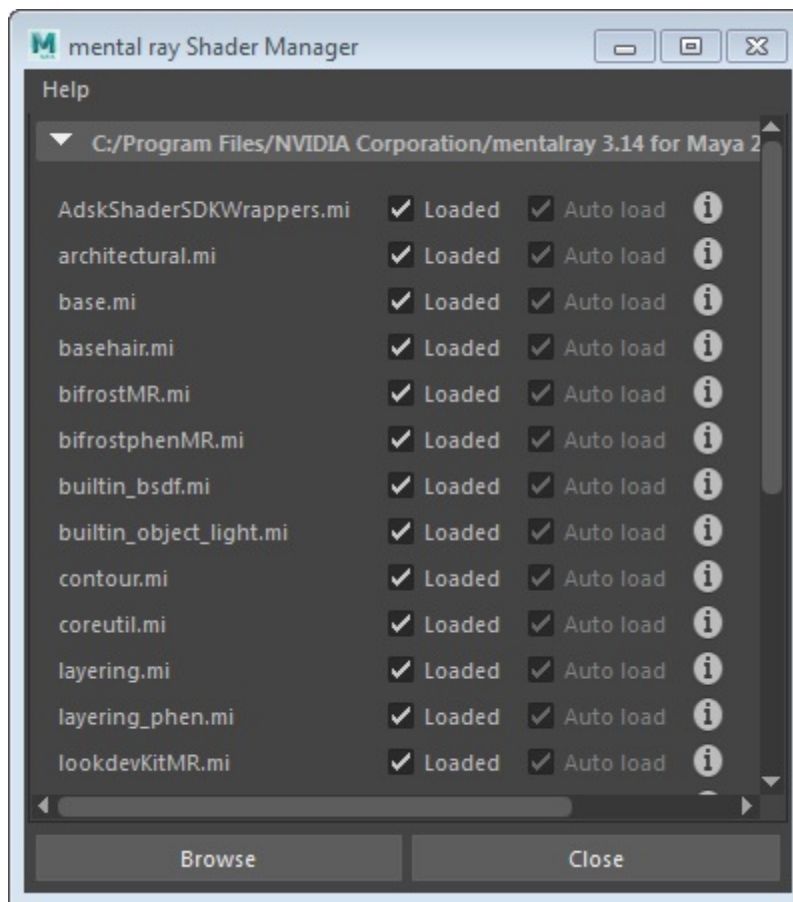 mental ray Shader Manager
Help
C:/Program Files/NVIDIA Corporation/mentalray 3.14 for Maya 2
AdskShaderSDKWrappers.mi Loaded Auto load
architectural.mi Loaded Auto load
base.mi Loaded Auto load
basehair.mi Loaded Auto load
bifrostMR.mi Loaded Auto load
bifrostphenMR.mi Loaded Auto load
builtin_bsdf.mi Loaded Auto load
builtin_object_light.mi Loaded Auto load
contour.mi Loaded Auto load
coreutil.mi Loaded Auto load
layering.mi Loaded Auto load
layering_phen.mi Loaded Auto load
lookdevKitMR.mi Loaded Auto load
Browse Close